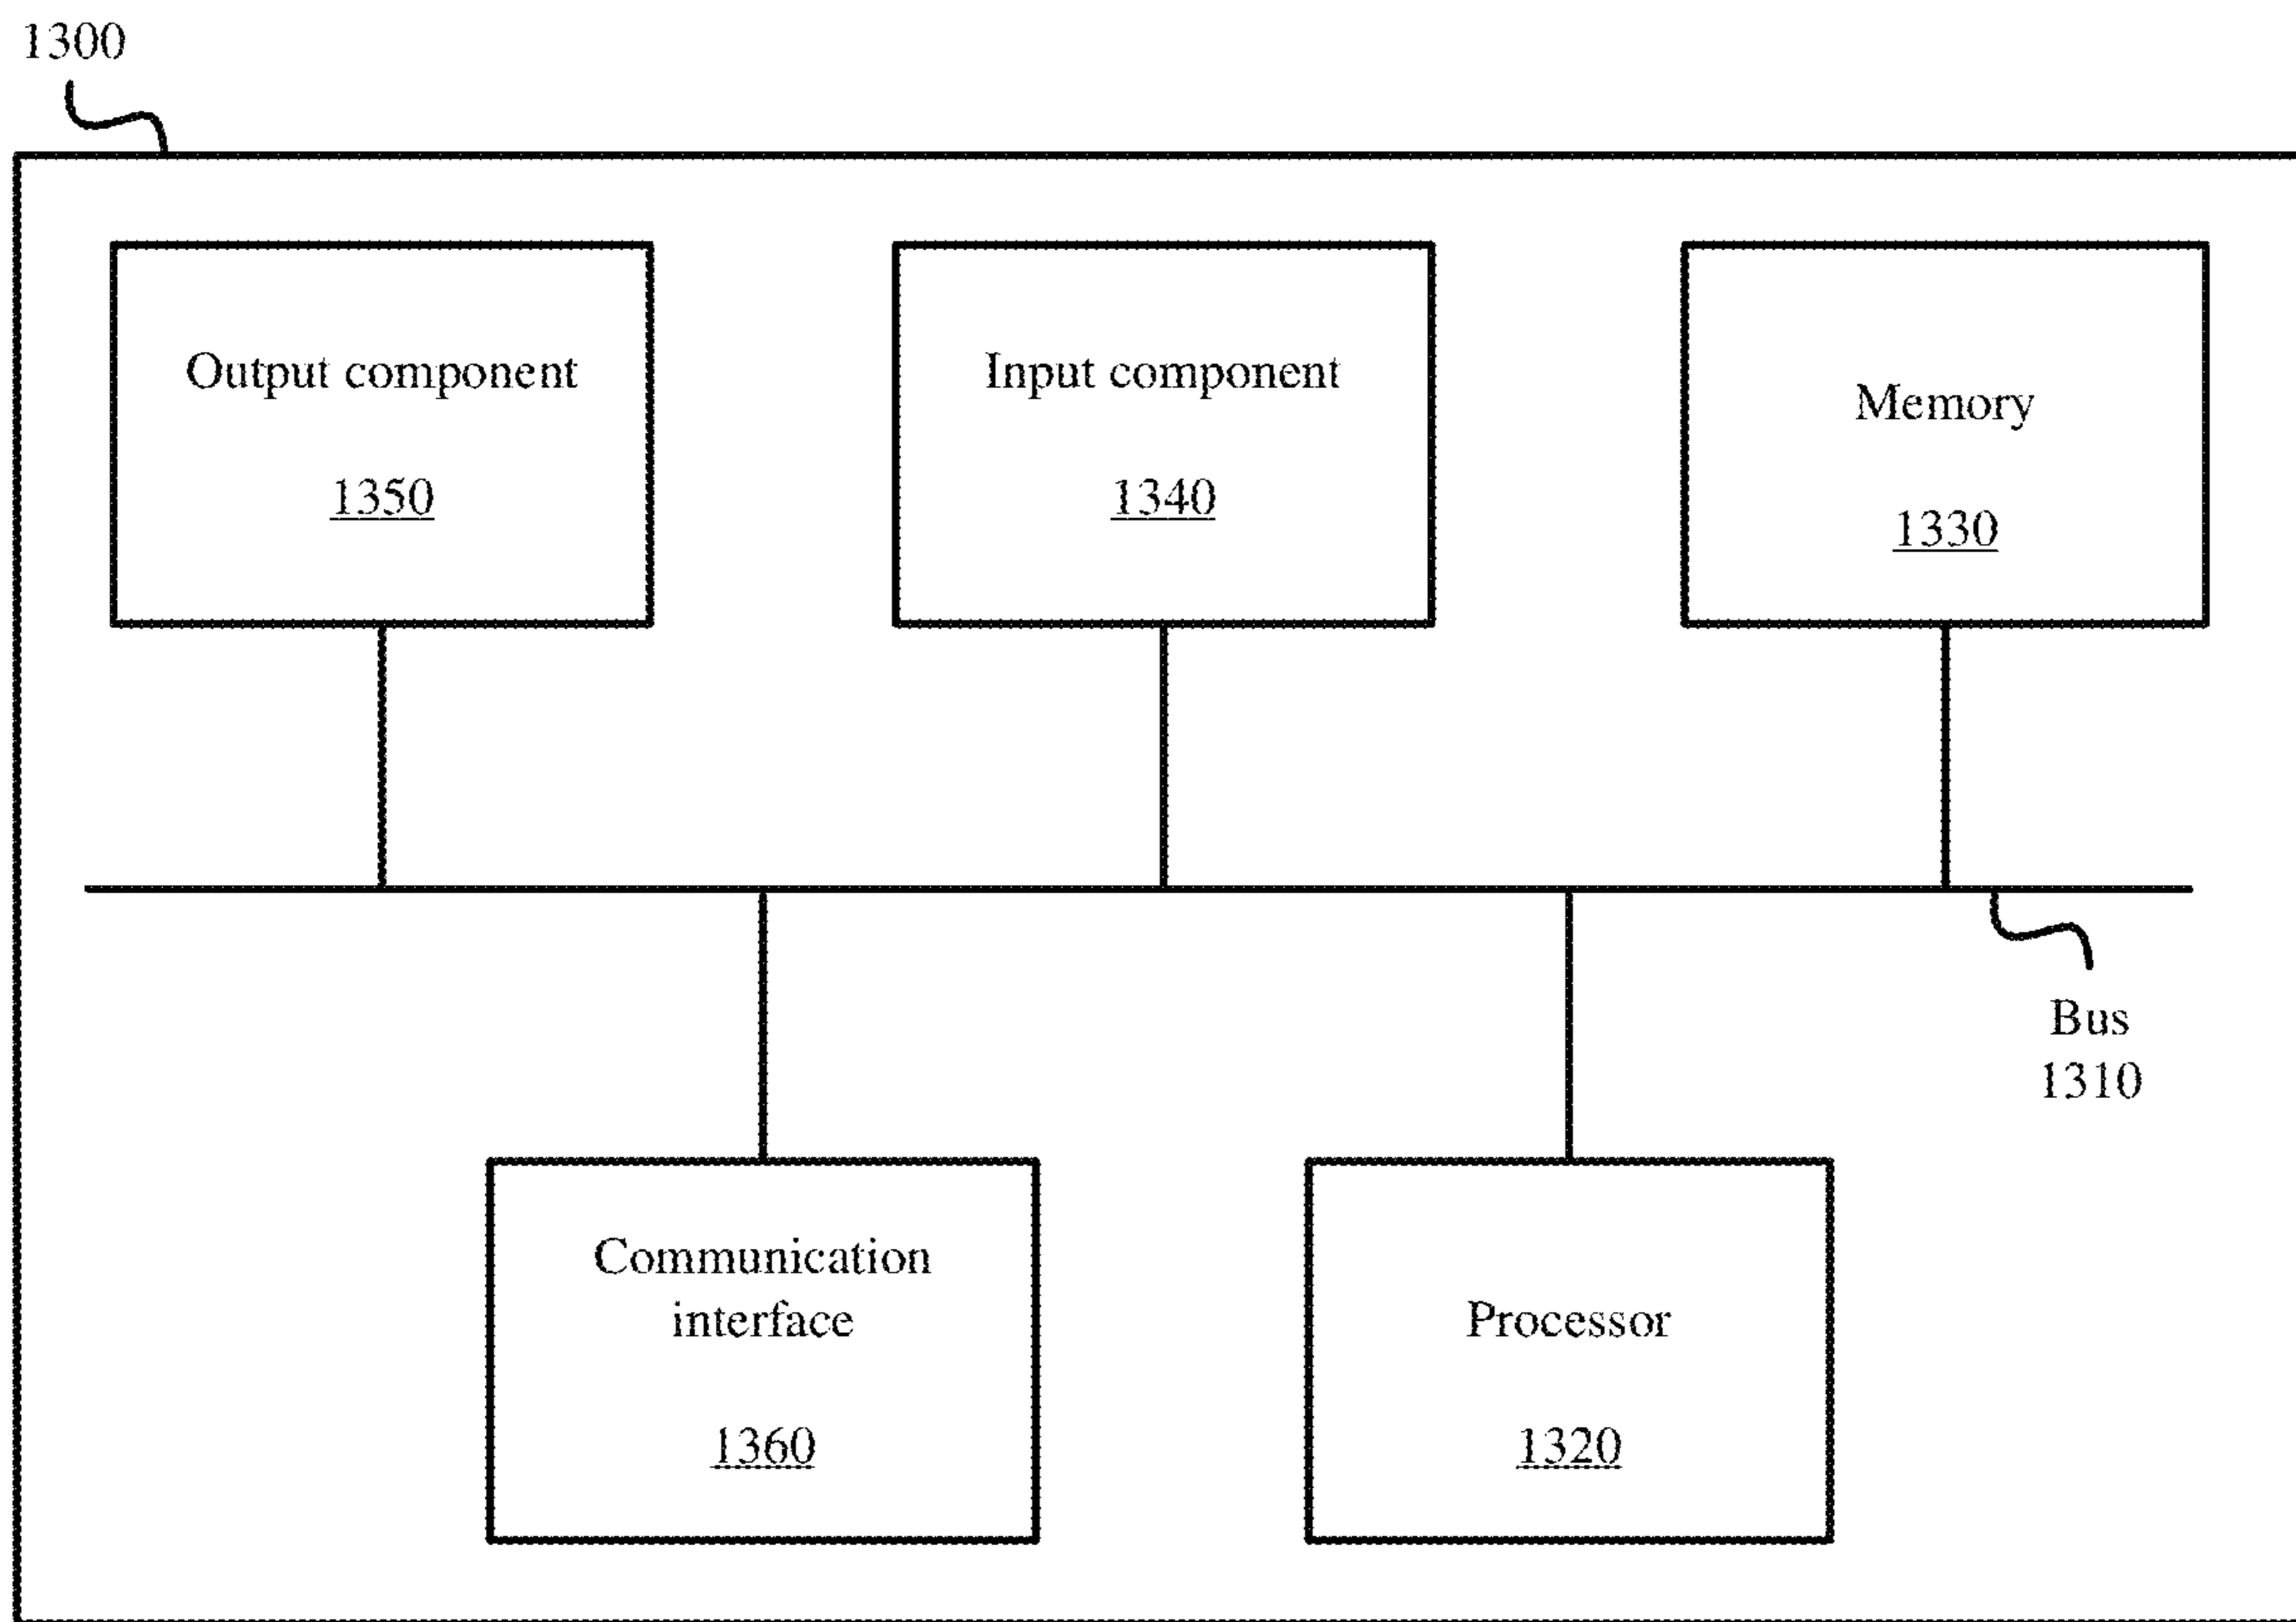 1300
Output component
1350
Input component
1340
Memory
1330
Bus
1310
Communication
interface
1360
Processor
1320